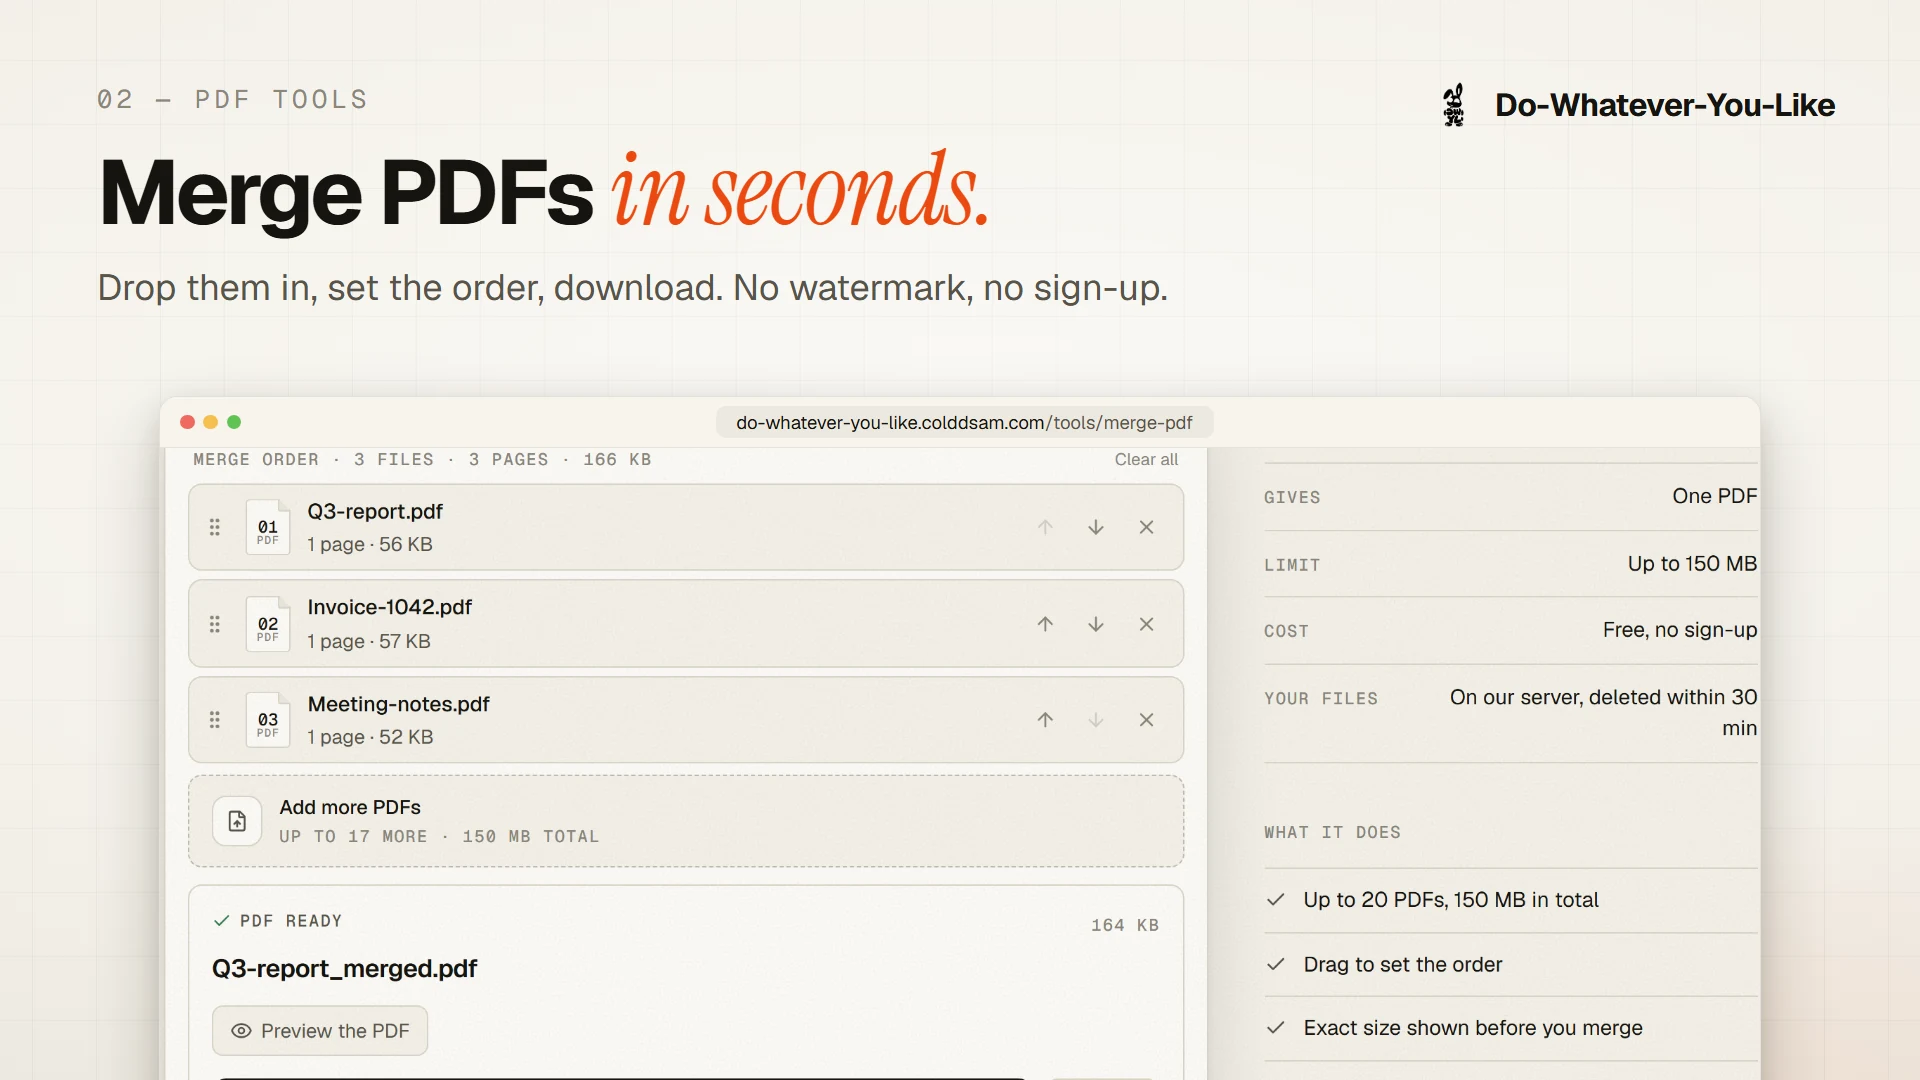 02 — PDF TOOLS
Do-Whatever-You-Like
Merge PDFs in seconds.
Drop them in, set the order, download. No watermark, no sign-up.
do-whatever-you-like.colddsam.com/tools/merge-pdf
MERGE ORDER · 3 FILES · 3 PAGES · 166 KB
Clear all
01
PDF
Q3-report.pdf
1 page · 56 KB
02
PDF
Invoice-1042.pdf
1 page · 57 KB
03
PDF
Meeting-notes.pdf
1 page · 52 KB
Add more PDFs
UP TO 17 MORE · 150 MB TOTAL
PDF READY
164 KB
Q3-report_merged.pdf
Preview the PDF
GIVES
One PDF
LIMIT
Up to 150 MB
COST
Free, no sign-up
YOUR FILES
On our server, deleted within 30
min
WHAT IT DOES
Up to 20 PDFs, 150 MB in total
Drag to set the order
Exact size shown before you merge